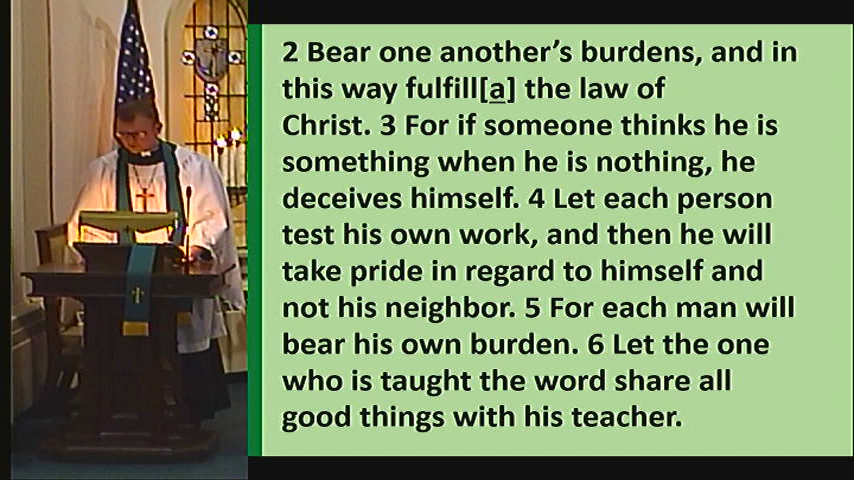 2 Bear one another’s burdens, and in
this way fulfill[a] the law of
Christ. 3 For if someone thinks he is
something when he is nothing, he
deceives himself. 4 Let each person
test his own work, and then he will
take pride in regard to himself and
not his neighbor. 5 For each man will
bear his own burden. 6 Let the one
who is taught the word share all
good things with his teacher.